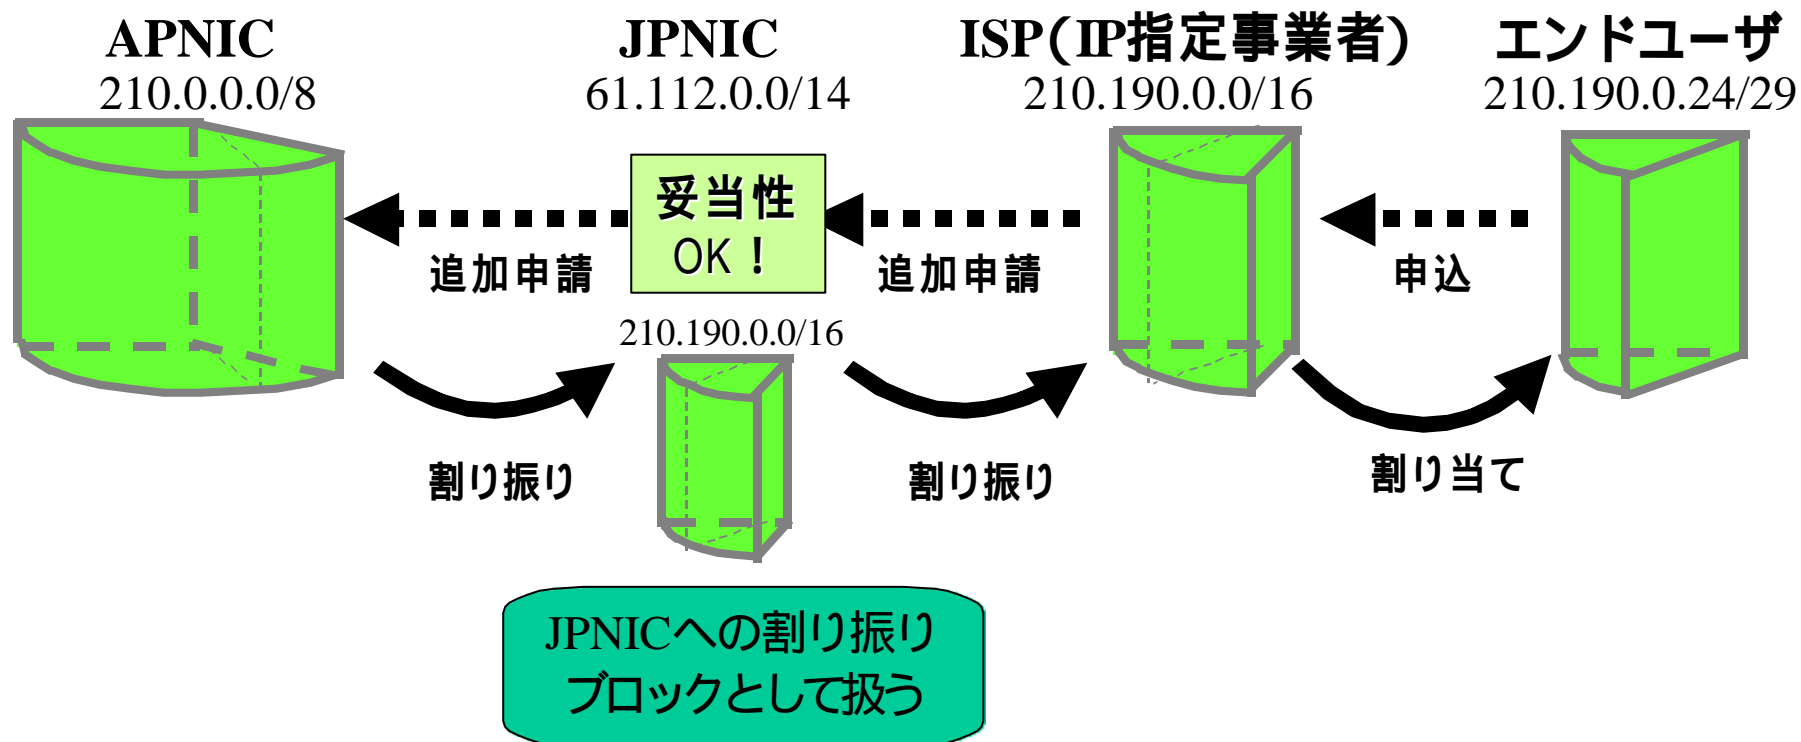 APNIC
210.0.0.0/8
JPNIC
61.112.0.0/14
ISP(IP指定事業者)
210.190.0.0/16
エンドユーザ
210.190.0.24/29
妥当性
OK！
追加申請
追加申請
申込
210.190.0.0/16
割り振り
割り振り
割り当て
JPNICへの割り振り
ブロックとして扱う